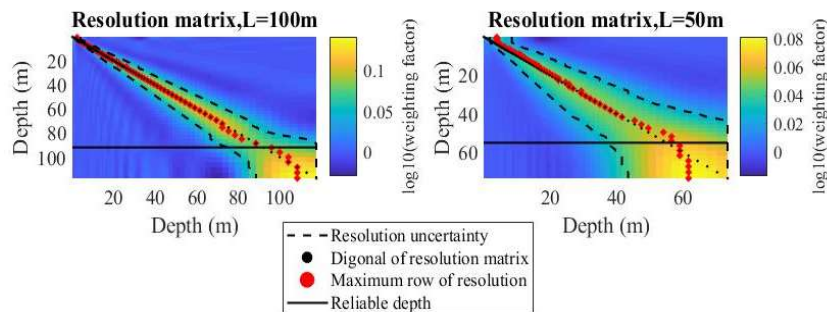 Resolution matrix,L=100m
Depth (m)
20
40
60
80
100
20
40
60
80
100
Depth (m)
0.1
0.05
0
log10(weighting factor)
Resolution matrix,L=50m
Depth (m)
20
40
60
20
40
60
Depth (m)
0.08
0.06
0.04
0.02
0
log10(weighting factor)
Resolution uncertainty
Digonal of resolution matrix
Maximum row of resolution
Reliable depth